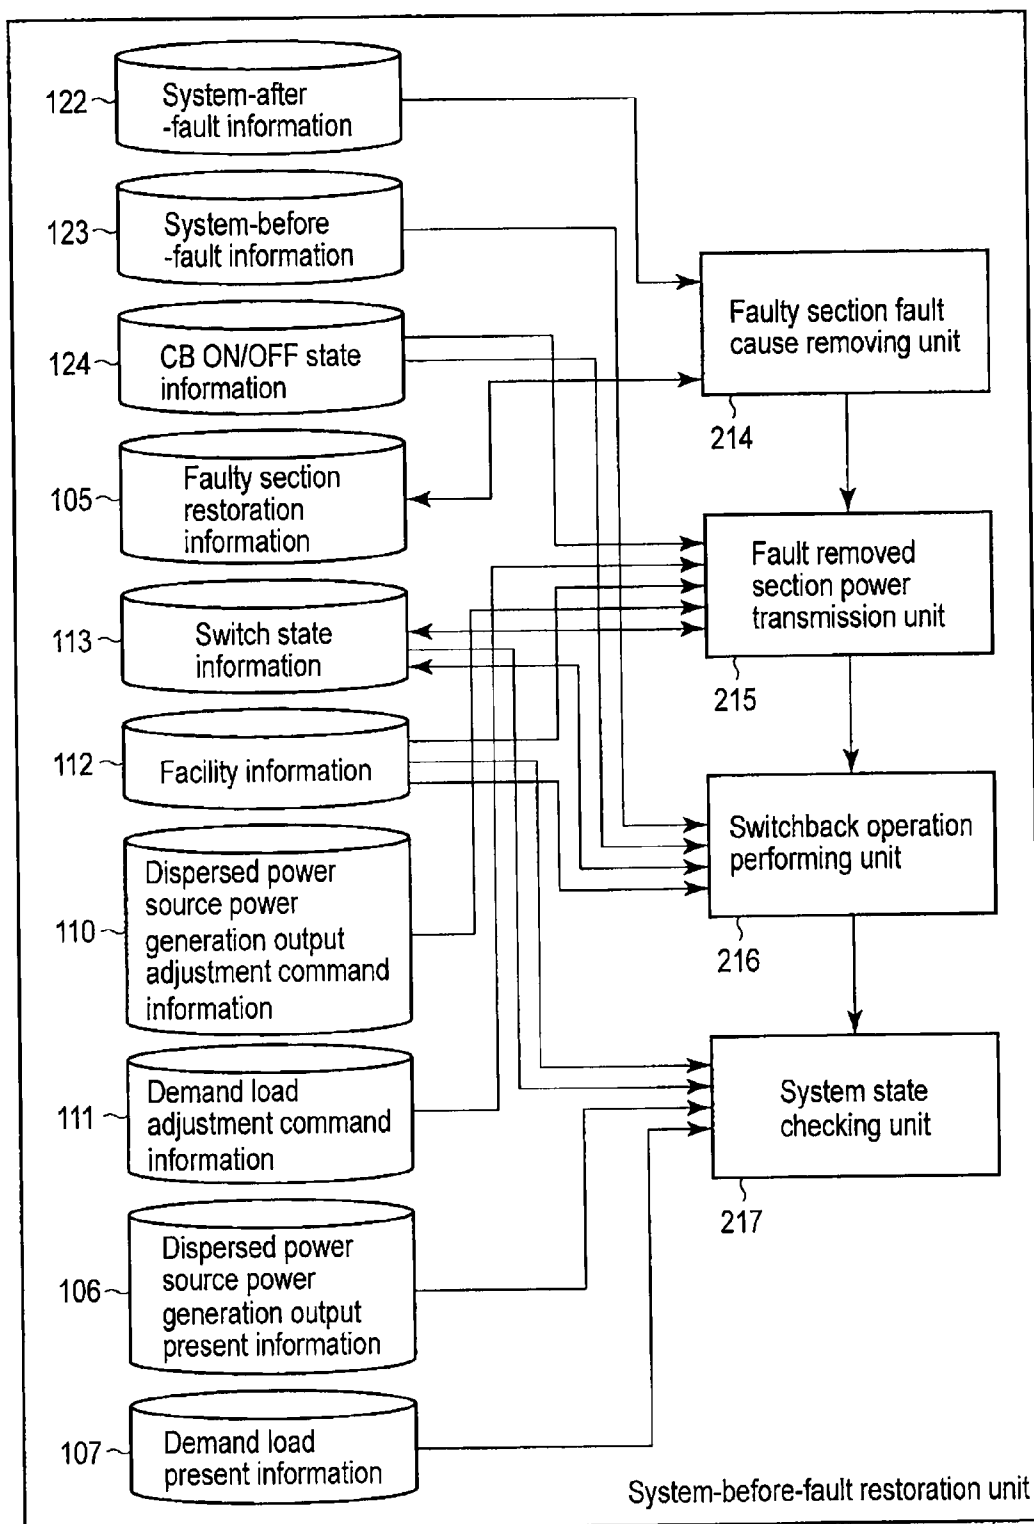 122
System-after
-fault information
123
System-before
-fault information
124
CB ON/OFF state
information
105
Faulty section
restoration
information
113
Switch state
information
112
Facility information
110
Dispersed power
source power
generation output
adjustment command
information
111
Demand load
adjustment command
information
106
Dispersed power
source power
generation output
present information
107
Demand load
present information
Faulty section fault
cause removing unit
214
Fault removed
section power
transmission unit
215
Switchback operation
performing unit
216
System state
checking unit
217
System-before-fault restoration unit